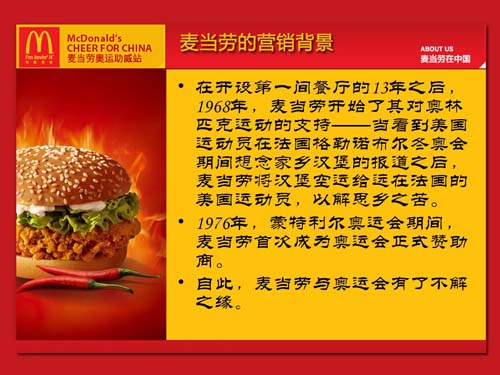 i'm lovin' it
McDonald's
CHEER FOR CHINA
麦当劳奥运助威站
麦当劳的营销背景
ABOUT US
麦当劳在中国
• 在开设第一间餐厅的13年之后，
1968年，麦当劳开始了其对奥林
匹克运动的支持——当看到美国
运动员在法国格勒诺布尔冬奥会
期间想念家乡汉堡的报道之后，
麦当劳将汉堡空运给远在法国的
美国运动员，以解思乡之苦。
• 1976年，蒙特利尔奥运会期间，
麦当劳首次成为奥运会正式赞助
商。
• 自此，麦当劳与奥运会有了不解
之缘。